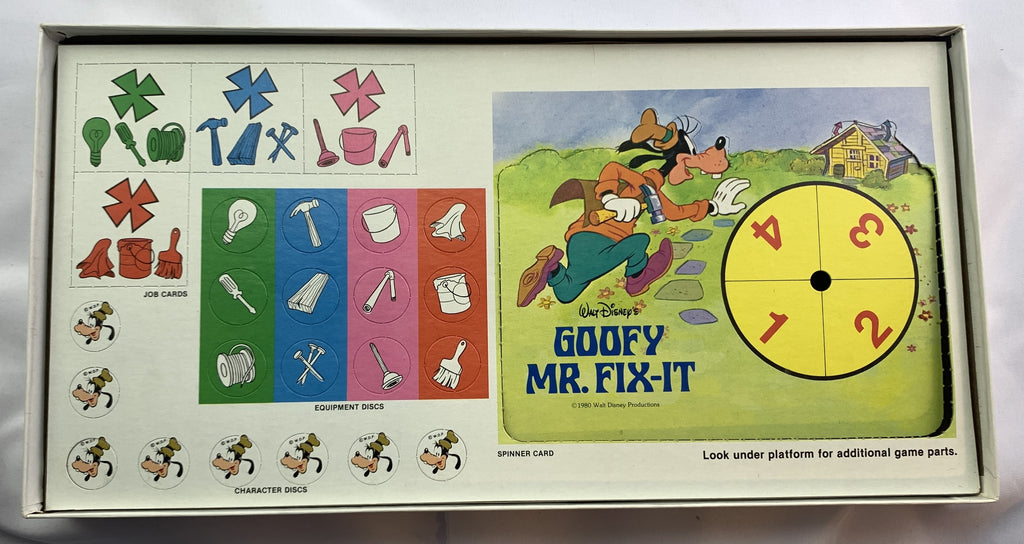 JOB CARDS
EQUIPMENT DISCS
©W.D.P.
©W.D.P.
©W.D.P.
©W.D.P.
©W.D.P.
©W.D.P.
©W.D.P.
©W.D.P.
CHARACTER DISCS
4
3
1
2
Walt Disney's
GOOFY
MR. FIX-IT
©1980 Walt Disney Productions
SPINNER CARD
Look under platform for additional game parts.